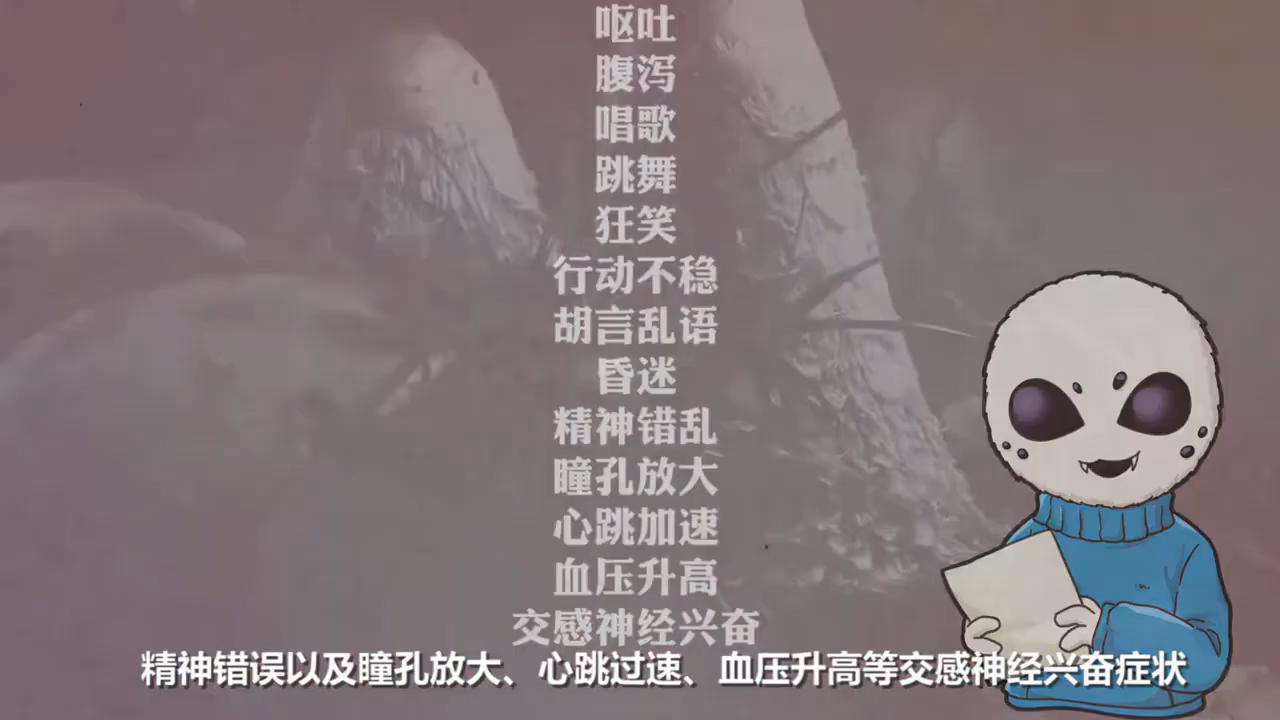 呕吐
腹泻
唱歌
跳舞
狂笑
行动不稳
胡言乱语
昏迷
精神错乱
瞳孔放大
心跳加速
血压升高
交感神经兴奋
精神错误以及瞳孔放大、心跳过速、血压升高等交感神经兴奋症状